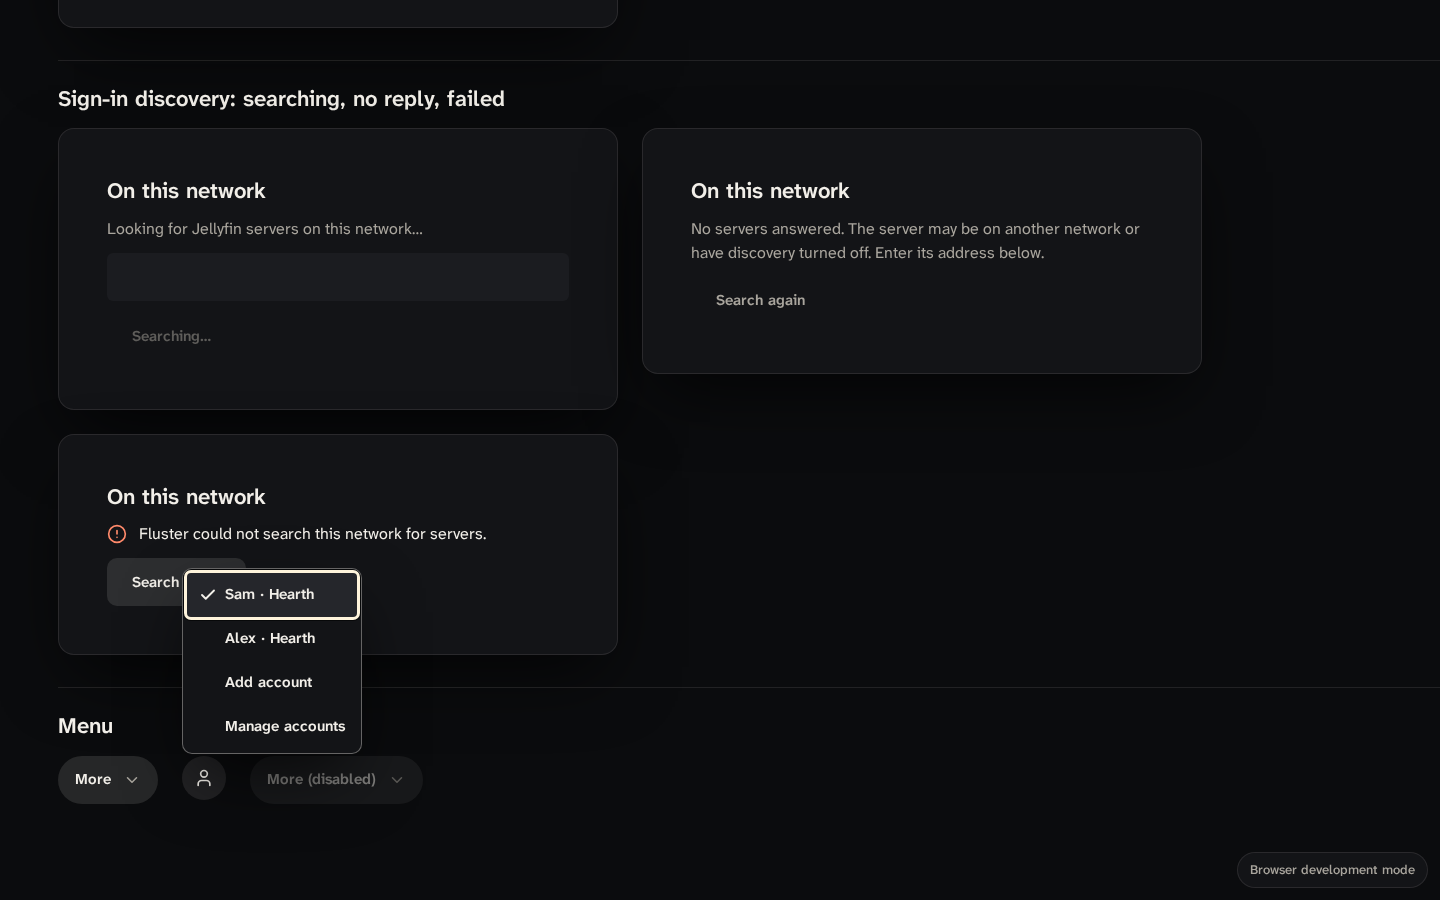 Sign-in discovery: searching, no reply, failed
On this network
Looking for Jellyfin servers on this network...
Searching...
On this network
No servers answered. The server may be on another network or
have discovery turned off. Enter its address below.
Search again
On this network
Fluster could not search this network for servers.
Search
Sam · Hearth
Alex · Hearth
Add account
Manage accounts
Menu
More
More (disabled)
Browser development mode